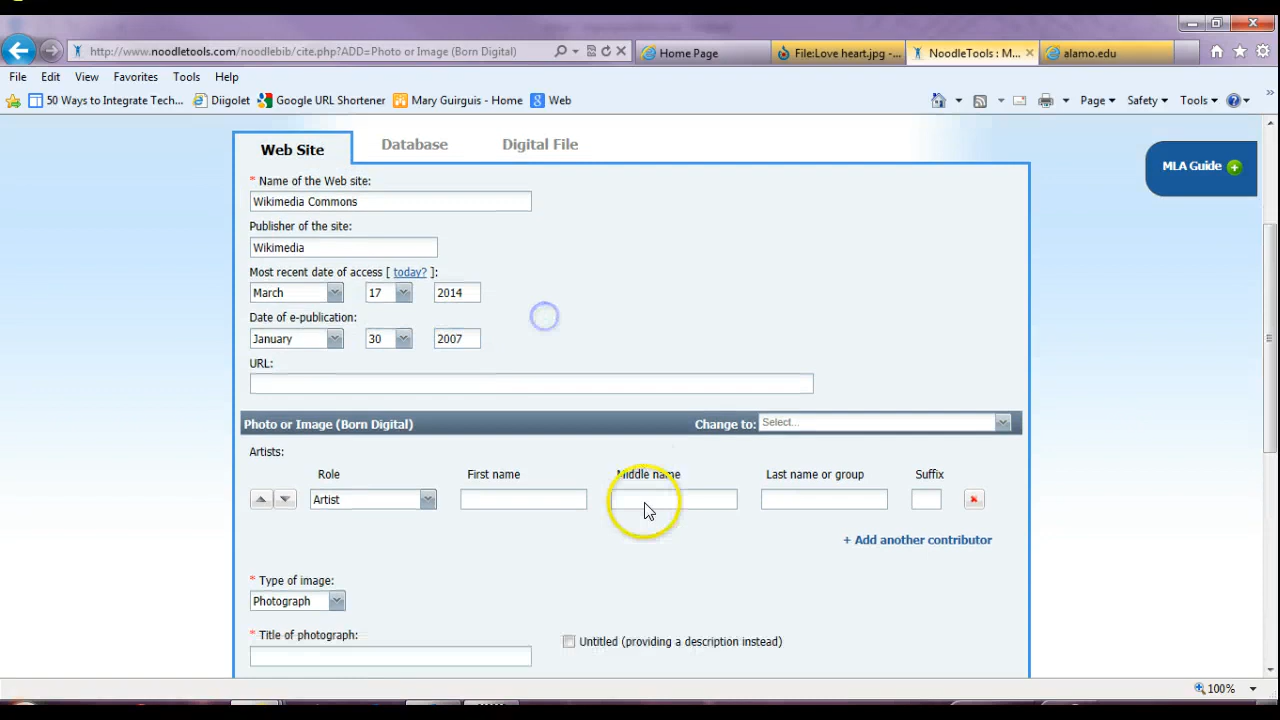 http://www.noodletools.com/noodlebib/cite.php?ADD=Photo or Image (Born Digital)
Home Page
File:Love heart.jpg -...
NoodleTools : M...
alamo.edu
File Edit View Favorites Tools Help
50 Ways to Integrate Tech... Diigolet Google URL Shortener Mary Guirguis - Home Web
Page Safety Tools
Web Site Database Digital File
MLA Guide
* Name of the Web site:
Wikimedia Commons
Publisher of the site:
Wikimedia
Most recent date of access [ today? ]:
March 17 2014
Date of e-publication:
January 30 2007
URL:
Photo or Image (Born Digital) Change to: Select...
Artists:
Role First name Middle name Last name or group Suffix
Artist
+ Add another contributor
* Type of image:
Photograph
* Title of photograph:
Untitled (providing a description instead)
100%